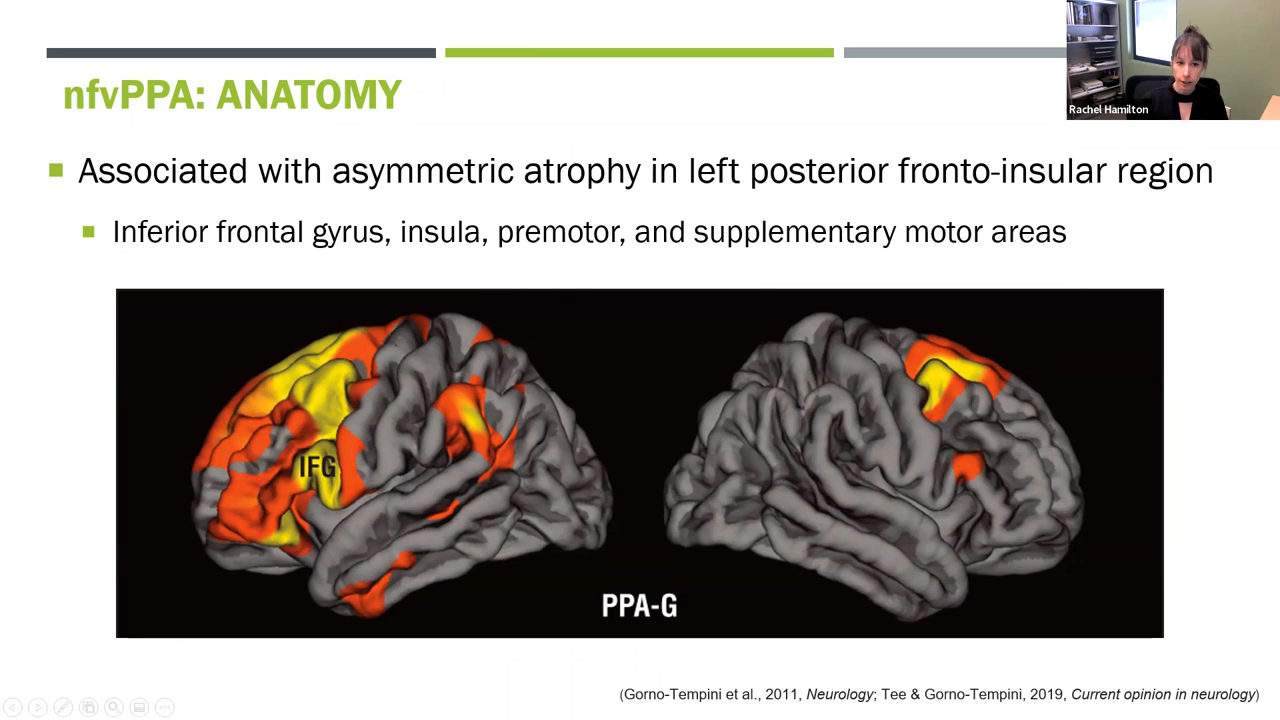 Rachel Hamilton
nfvPPA: ANATOMY
Associated with asymmetric atrophy in left posterior fronto-insular region
Inferior frontal gyrus, insula, premotor, and supplementary motor areas
IFG
PPA-G
(Gorno-Tempini et al., 2011, Neurology; Tee & Gorno-Tempini, 2019, Current opinion in neurology)